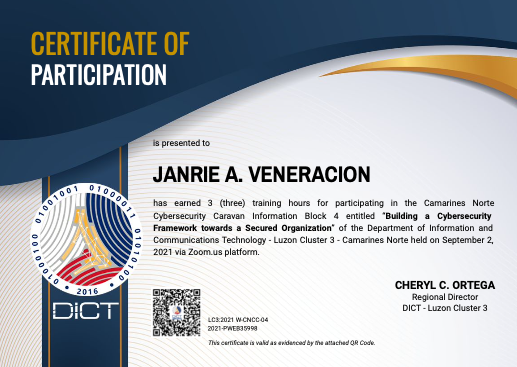 CERTIFICATE OF
PARTICIPATION
is presented to
JANRIE A. VENERACION
has earned 3 (three) training hours for participating in the Camarines Norte
Cybersecurity Caravan Information Block 4 entitled "Building a Cybersecurity
Framework towards a Secured Organization" of the Department of Information and
Communications Technology - Luzon Cluster 3 - Camarines Norte held on September 2,
2021 via Zoom.us platform.
01000100 01001001 01000011 01010100
2016
DICT
CHERYL C. ORTEGA
Regional Director
DICT - Luzon Cluster 3
LC3:2021 W-CNCC-04
2021-PWEB35998
This certificate is valid as evidenced by the attached QR Code.